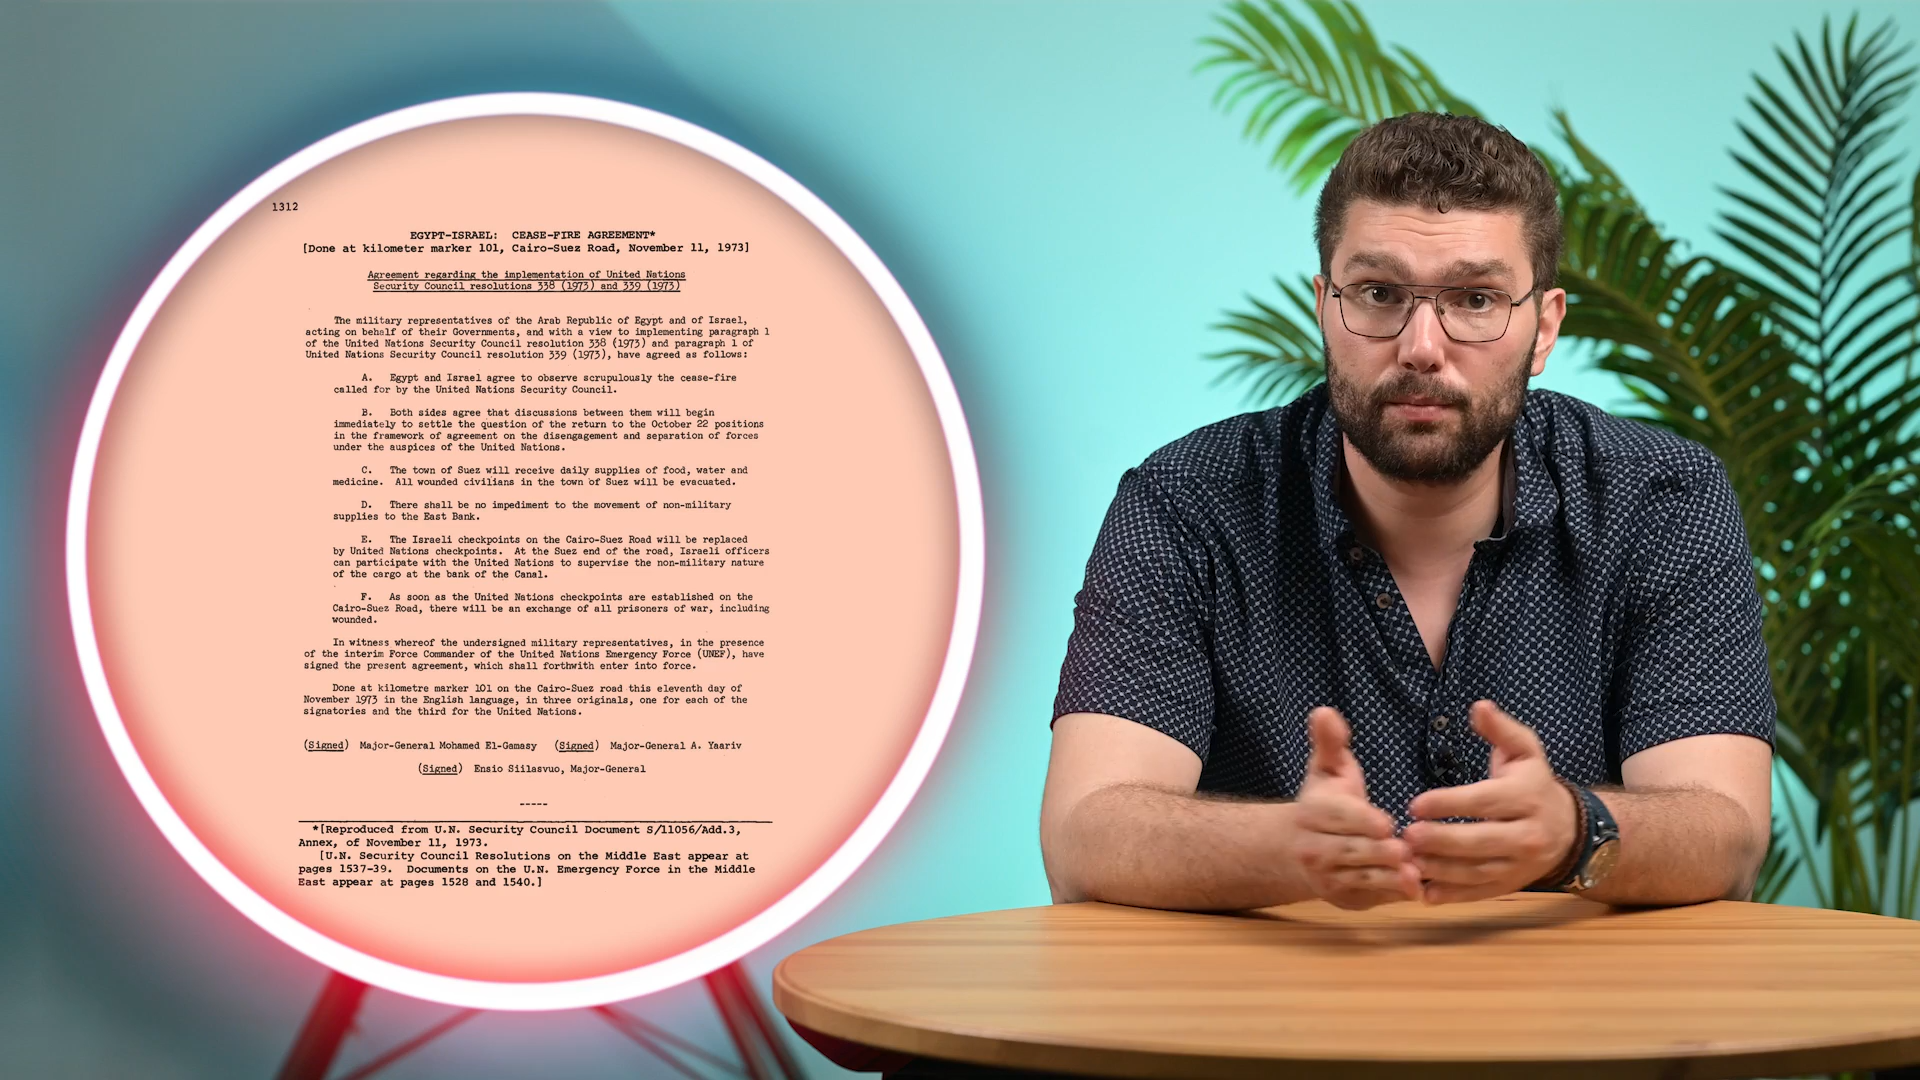 1312
EGYPT-ISRAEL: CEASE-FIRE AGREEMENT*
[Done at kilometer marker 101, Cairo-Suez Road, November 11, 1973]
Agreement regarding the implementation of United Nations
Security Council resolutions 338 (1973) and 339 (1973)
The military representatives of the Arab Republic of Egypt and of Israel,
acting on behalf of their Governments, and with a view to implementing paragraph 1
of the United Nations Security Council resolution 338 (1973) and paragraph 1 of
United Nations Security Council resolution 339 (1973), have agreed as follows:
A. Egypt and Israel agree to observe scrupulously the cease-fire
called for by the United Nations Security Council.
B. Both sides agree that discussions between them will begin
immediately to settle the question of the return to the October 22 positions
in the framework of agreement on the disengagement and separation of forces
under the auspices of the United Nations.
C. The town of Suez will receive daily supplies of food, water and
medicine. All wounded civilians in the town of Suez will be evacuated.
D. There shall be no impediment to the movement of non-military
supplies to the East Bank.
E. The Israeli checkpoints on the Cairo-Suez Road will be replaced
by United Nations checkpoints. At the Suez end of the road, Israeli officers
can participate with the United Nations to supervise the non-military nature
of the cargo at the bank of the Canal.
F. As soon as the United Nations checkpoints are established on the
Cairo-Suez Road, there will be an exchange of all prisoners of war, including
wounded.
In witness whereof the undersigned military representatives, in the presence
of the interim Force Commander of the United Nations Emergency Force (UNEF), have
signed the present agreement, which shall forthwith enter into force.
Done at kilometre marker 101 on the Cairo-Suez road this eleventh day of
November 1973 in the English language, in three originals, one for each of the
signatories and the third for the United Nations.
(Signed) Major-General Mohamed El-Gamasy (Signed) Major-General A. Yaariv
(Signed) Ensio Siilasvuo, Major-General
-----
*[Reproduced from U.N. Security Council Document S/11056/Add.3,
Annex, of November 11, 1973.
[U.N. Security Council Resolutions on the Middle East appear at
pages 1537-39. Documents on the U.N. Emergency Force in the Middle
East appear at pages 1528 and 1540.]